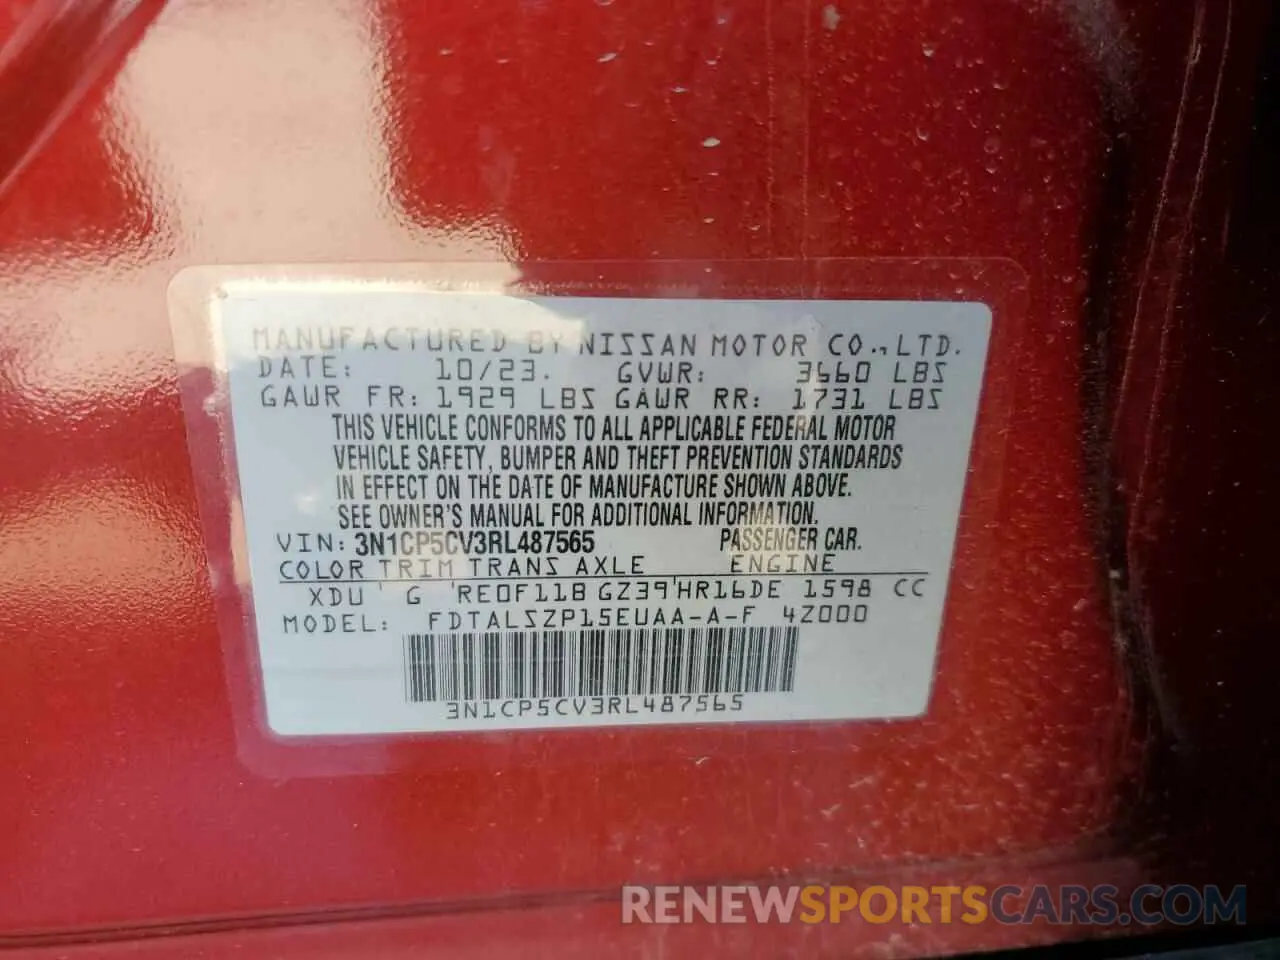 MANUFACTURED BY NISSAN MOTOR CO., LTD.
DATE: 10/23. GVWR: 3660 LBS
GAWR FR: 1929 LBS GAWR RR: 1731 LBS
THIS VEHICLE CONFORMS TO ALL APPLICABLE FEDERAL MOTOR
VEHICLE SAFETY, BUMPER AND THEFT PREVENTION STANDARDS
IN EFFECT ON THE DATE OF MANUFACTURE SHOWN ABOVE.
SEE OWNER'S MANUAL FOR ADDITIONAL INFORMATION.
VIN: 3N1CP5CV3RL487565 PASSENGER CAR.
COLOR TRIM TRANS AXLE ENGINE
XDU ' G 'RE0F11B GZ39'HR16DE 1598 CC
MODEL: FDTALSZP15EUAA-A-F 4Z000
3N1CP5CV3RL487565
RENEWSPORTSCARS.COM